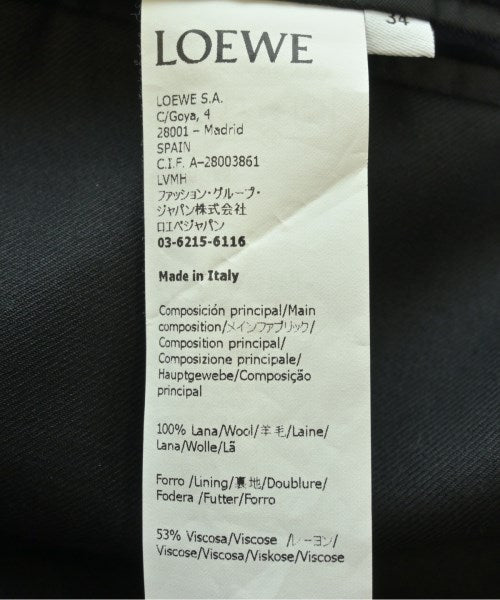 34
LOEWE
LOEWE S.A.
C/Goya, 4
28001 – Madrid
SPAIN
C.I.F. A-28003861
LVMH
ファッション・グループ・
ジャパン株式会社
ロエベジャパン
03-6215-6116
Made in Italy
Composición principal/Main
composition/メインファブリック/
Composition principal/
Composizione principale/
Hauptgewebe/Composição
principal
100% Lana/Wool/羊毛/Laine/
Lana/Wolle/Lã
Forro /Lining/裏地/Doublure/
Fodera /Futter/Forro
53% Viscosa/Viscose /レーヨン/
Viscose/Viscosa/Viskose/Viscose